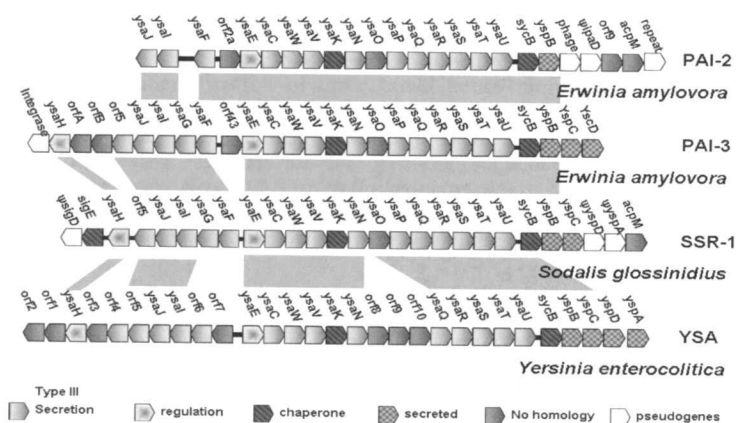 ysaJ ysaI ysaF orf2a ysaE ysaC ysaW ysaV ysaK ysaN ysaO ysaP ysaQ ysaR ysaS ysaT ysaU sycB yspB phage ψipaD orf9 acpM repeat
PAI-2
Erwinia amylovora
Integrase ysaH orfA orfB orf5 ysaJ ysaI ysaG ysaF orf43 ysaE ysaC ysaW ysaV ysaK ysaN ysaO ysaP ysaQ ysaR ysaS ysaT ysaU sycB yspB YspC YscD
PAI-3
Erwinia amylovora
ψsigD sigE ysaH orf5 ysaJ ysaI ysaG ysaF ysaE ysaC ysaW ysaV ysaK ysaN ysaO ysaP ysaQ ysaR ysaS ysaT ysaU sycB yspB yspC ψyspD ψyspA acpM
SSR-1
Sodalis glossinidius
orf2 orf1 ysaH orf3 orf4 orf5 ysaJ ysaI orf6 orf7 ysaE ysaC ysaW ysaV ysaK ysaN orf8 orf9 orf10 ysaQ ysaR ysaS ysaT ysaU sycB yspB yspC yspD yspA
YSA
Yersinia enterocolitica
Type III
Secretion regulation chaperone secreted No homology pseudogenes